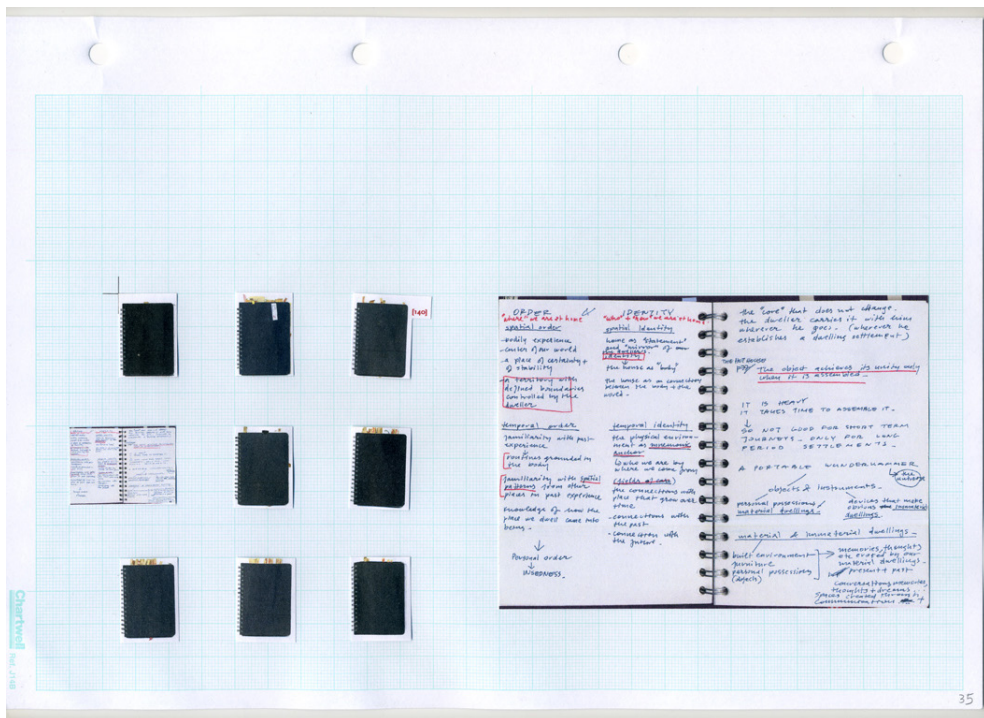 [140]
ORDER
"where" we are at home
spatial order
- bodily experience
- center of our world
- a place of certainty +
of stability
- a territory with
defined boundaries
controlled by the
dweller
temporal order
familiarity with past
experience
routines grounded in
the body
familiarity with spatial
patterns from other
places in past experience
knowledge of how the
place we dwell came into
being.
Personal order
IDENTITY
"who + how" we are at home
spatial identity
home as "statement"
and "mirror" of
identity
the house as "body"
the house as an
between the body + the
world.
temporal identity
the physical environ-
ment as mnemonic
anchor
who we are by
where we come from
the connections with
place that grow over
time
- connections with
the past
- connection with
the future.
the "core" that does not change.
the dweller carries it with him
wherever he goes. (wherever he
establishes a dwelling settlement)
The object achieves its unity only
when it is assembled.
IT IS HEAVY
IT TAKES TIME TO ASSEMBLE IT.
SO NOT GOOD FOR SHORT TERM
JOURNEYS - ONLY FOR LONG
PERIOD SETTLEMENTS.
A PORTABLE WUNDERKAMMER
objects & instruments.
personal possessions
material dwellings.
devices that make
obvious immaterial
dwellings
material & immaterial dwellings.
built environment
furniture
personal possessions
(objects)
memories, thoughts
etc evoked by our
material dwellings.
present + past
conversations memories,
thoughts + dreams.
spaces created through
communication +
Chartwell
35